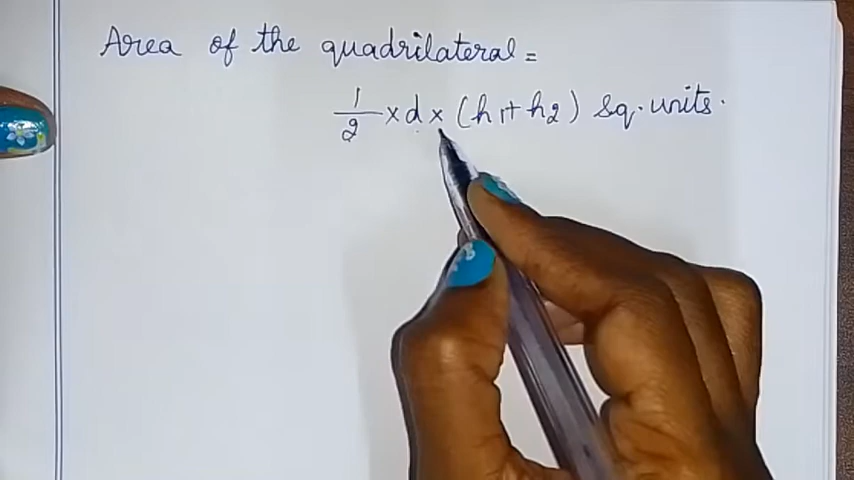 Area of the quadrilateral =
1/2 × d × (h1 + h2) sq. units.